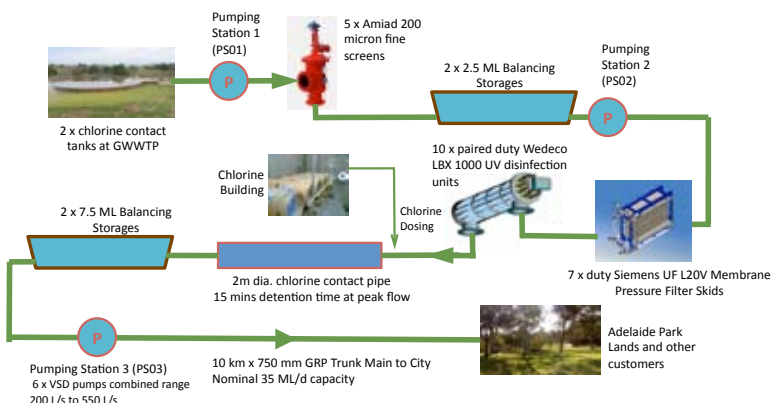 Pumping
Station 1
(PS01)
P
5 x Amiad 200
micron fine
screens
2 x chlorine contact
tanks at GWWTP
2 x 2.5 ML Balancing
Storages
Pumping
Station 2
(PS02)
P
10 x paired duty Wedeco
LBX 1000 UV disinfection
units
Chlorine
Building
Chlorine
Dosing
7 x duty Siemens UF L20V Membrane
Pressure Filter Skids
2 x 7.5 ML Balancing
Storages
2m dia. chlorine contact pipe
15 mins detention time at peak flow
P
Pumping Station 3 (PS03)
6 x VSD pumps combined range
200 L/s to 550 L/s
10 km x 750 mm GRP Trunk Main to City
Nominal 35 ML/d capacity
Adelaide Park
Lands and other
customers